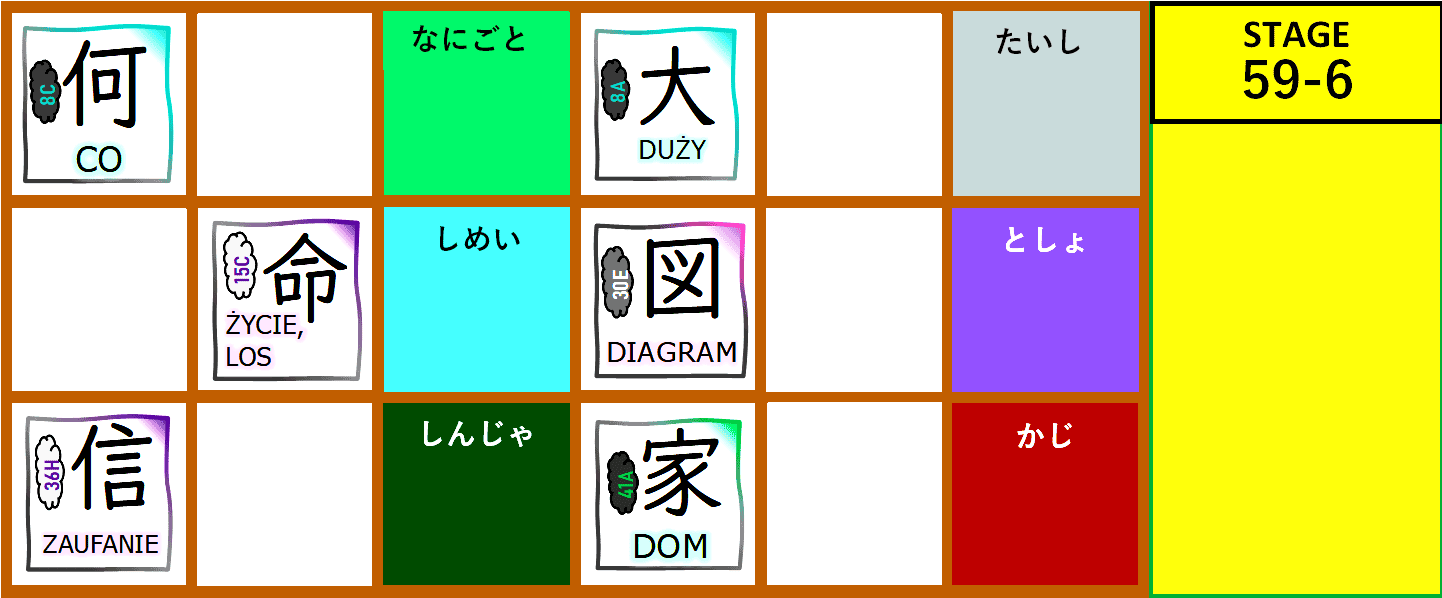 何
8C
CO
なにごと
大
8A
DUŻY
たいし
STAGE
59-6
命
15C
ŻYCIE,
LOS
しめい
図
30E
DIAGRAM
としょ
信
36H
ZAUFANIE
しんじゃ
家
41A
DOM
かじ